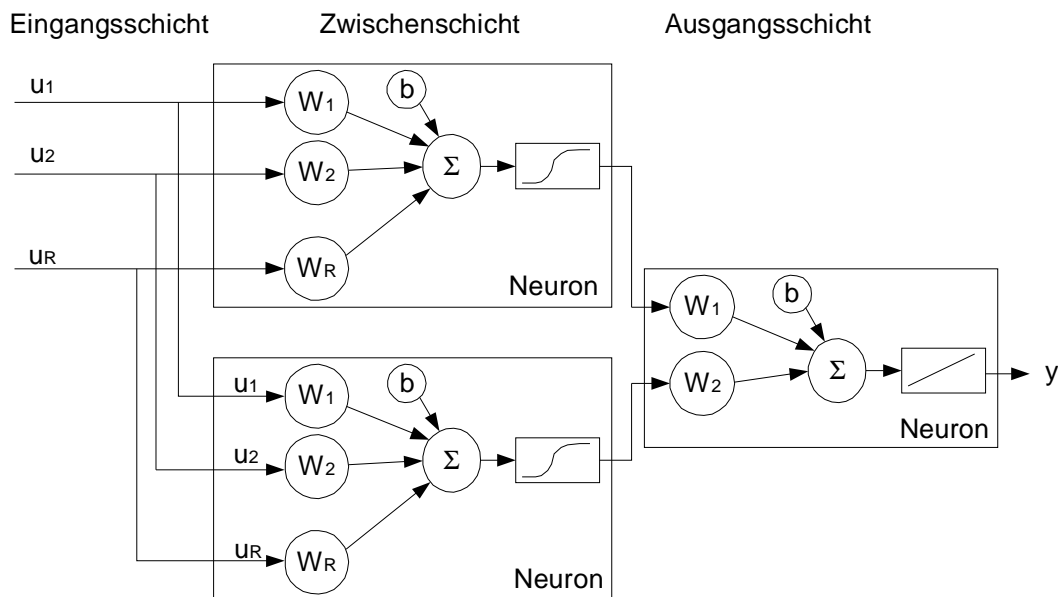 Eingangsschicht Zwischenschicht Ausgangsschicht
u1
W1
b
u2
W2
Σ
uR
WR
Neuron
u1
W1
b
u2
W2
Σ
uR
WR
Neuron
W1
b
W2
Σ
y
Neuron